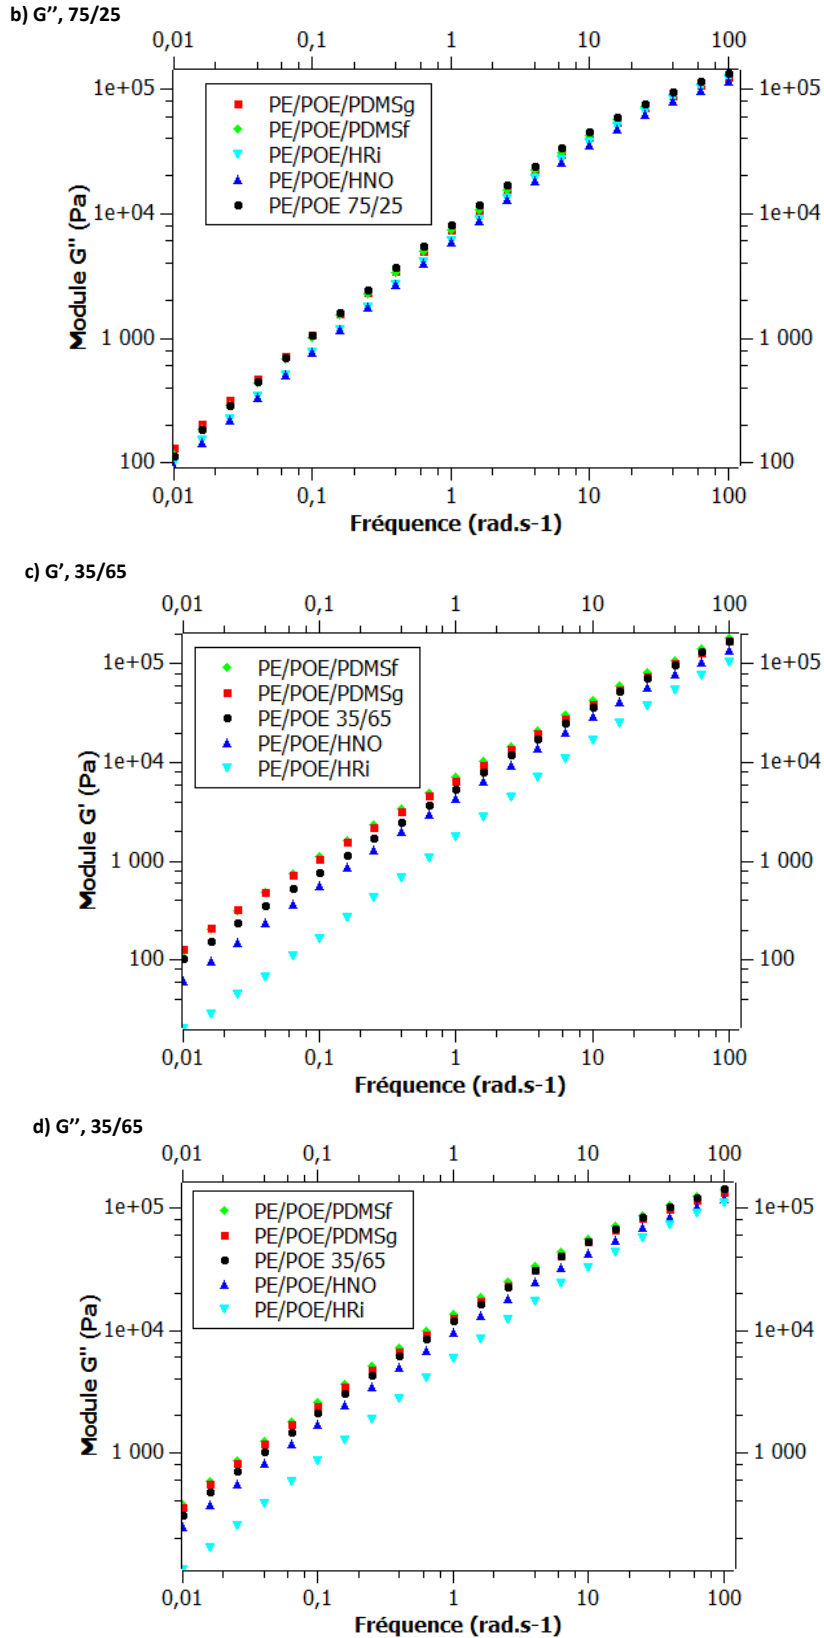 b) G’’, 75/25
0,01 0,1 1 10 100
1e+05 1e+05
PE/POE/PDMSg
PE/POE/PDMSf
PE/POE/HRi
PE/POE/HNO
PE/POE 75/25
1e+04 1e+04
Module G'' (Pa)
1 000 1 000
100 100
0,01 0,1 1 10 100
Fréquence (rad.s-1)
c) G’, 35/65
0,01 0,1 1 10 100
1e+05 1e+05
PE/POE/PDMSf
PE/POE/PDMSg
PE/POE 35/65
PE/POE/HNO
PE/POE/HRi
1e+04 1e+04
Module G' (Pa)
1 000 1 000
100 100
0,01 0,1 1 10 100
Fréquence (rad.s-1)
d) G’’, 35/65
0,01 0,1 1 10 100
1e+05 1e+05
PE/POE/PDMSf
PE/POE/PDMSg
PE/POE 35/65
PE/POE/HNO
PE/POE/HRi
1e+04 1e+04
Module G'' (Pa)
1 000 1 000
0,01 0,1 1 10 100
Fréquence (rad.s-1)